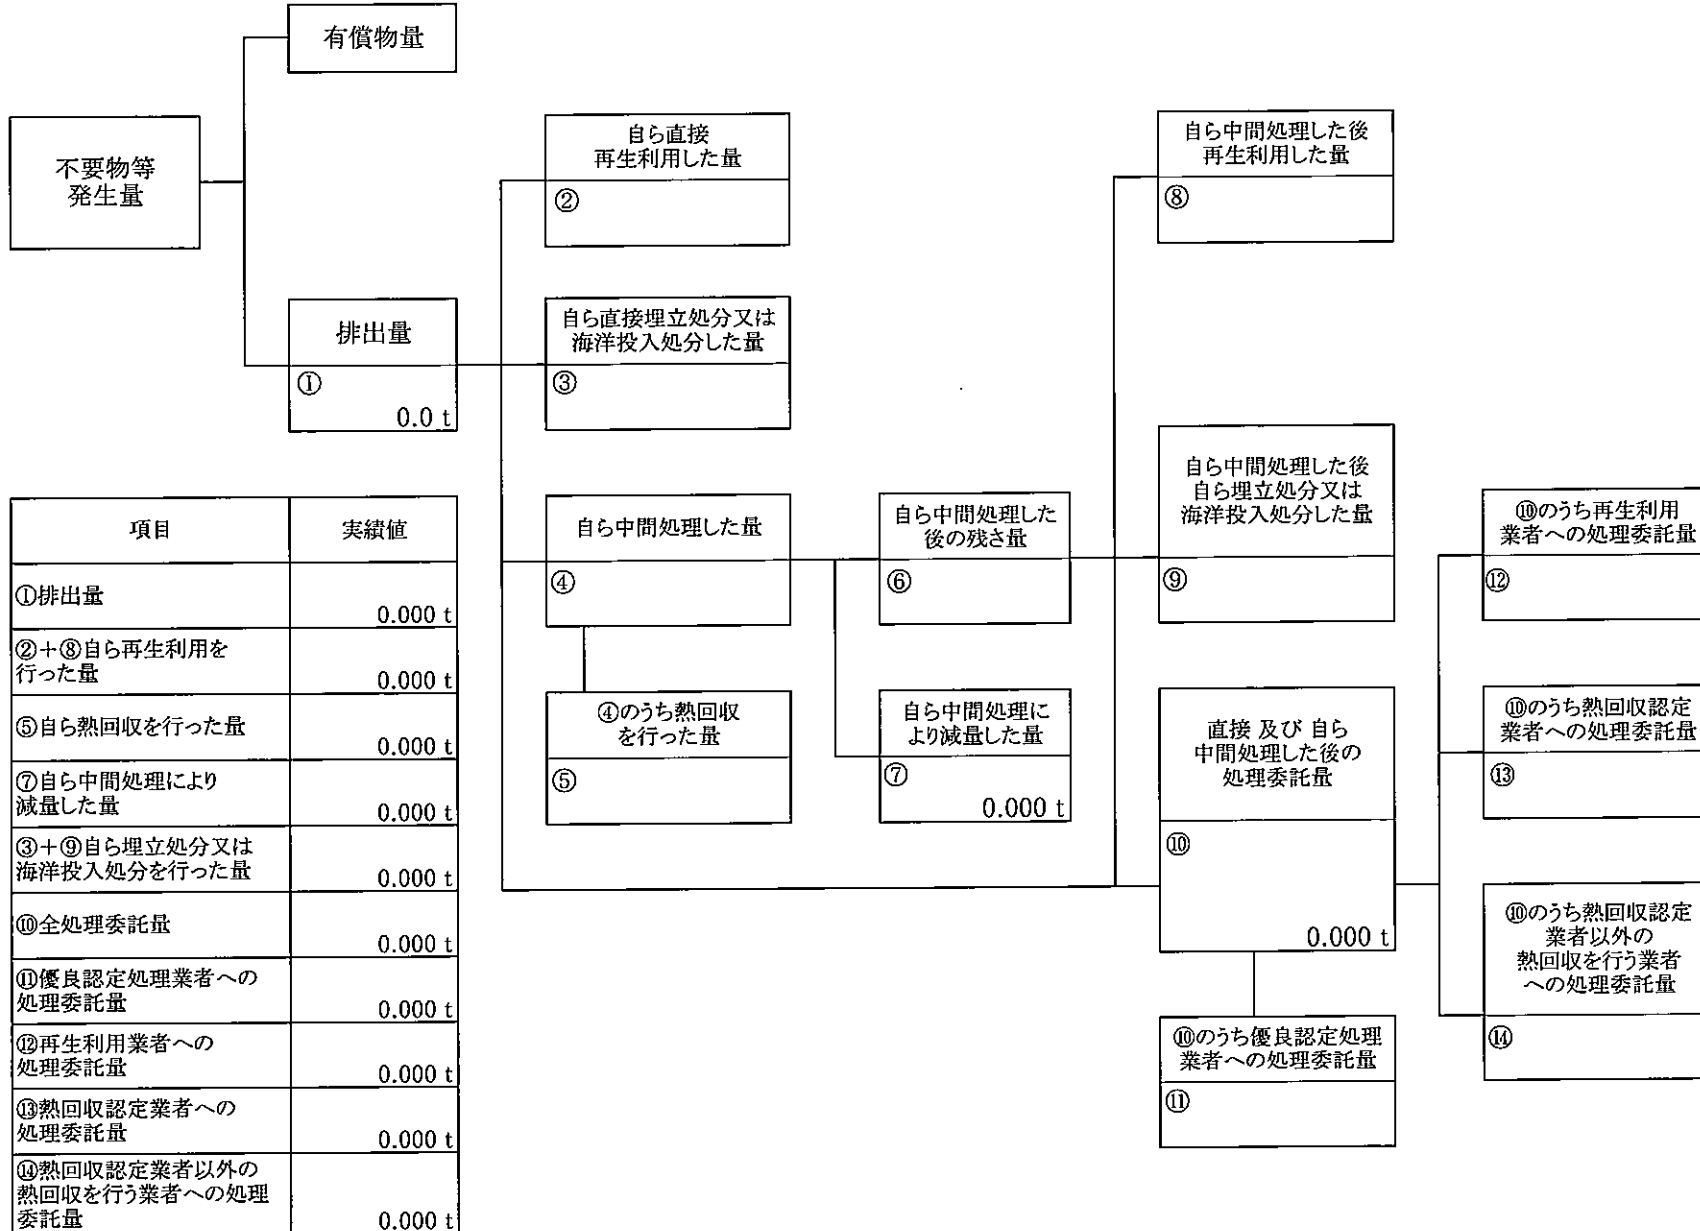 有償物量
不要物等
発生量
排出量
①
0.0 t
自ら直接
再生利用した量
②
自ら直接埋立処分又は
海洋投入処分した量
③
自ら中間処理した量
④
④のうち熱回収
を行った量
⑤
自ら中間処理した
後の残さ量
⑥
自ら中間処理に
より減量した量
⑦
0.000 t
自ら中間処理した後
再生利用した量
⑧
自ら中間処理した後
自ら埋立処分又は
海洋投入処分した量
⑨
直接 及び 自ら
中間処理した後の
処理委託量
⑩
0.000 t
⑩のうち優良認定処理
業者への処理委託量
⑪
⑩のうち再生利用
業者への処理委託量
⑫
⑩のうち熱回収認定
業者への処理委託量
⑬
⑩のうち熱回収認定
業者以外の
熱回収を行う業者
への処理委託量
⑭
項目 実績値
①排出量
0.000 t
②+⑧自ら再生利用を
行った量
0.000 t
⑤自ら熱回収を行った量
0.000 t
⑦自ら中間処理により
減量した量
0.000 t
③+⑨自ら埋立処分又は
海洋投入処分を行った量
0.000 t
⑩全処理委託量
0.000 t
⑪優良認定処理業者への
処理委託量
0.000 t
⑫再生利用業者への
処理委託量
0.000 t
⑬熱回収認定業者への
処理委託量
0.000 t
⑭熱回収認定業者以外の
熱回収を行う業者への処理
委託量
0.000 t